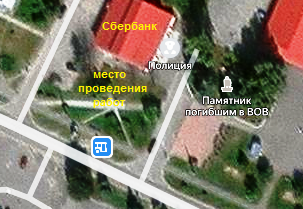 Сбербанк
Полиция
место
проведения
работ
Памятник
погибшим в ВОВ